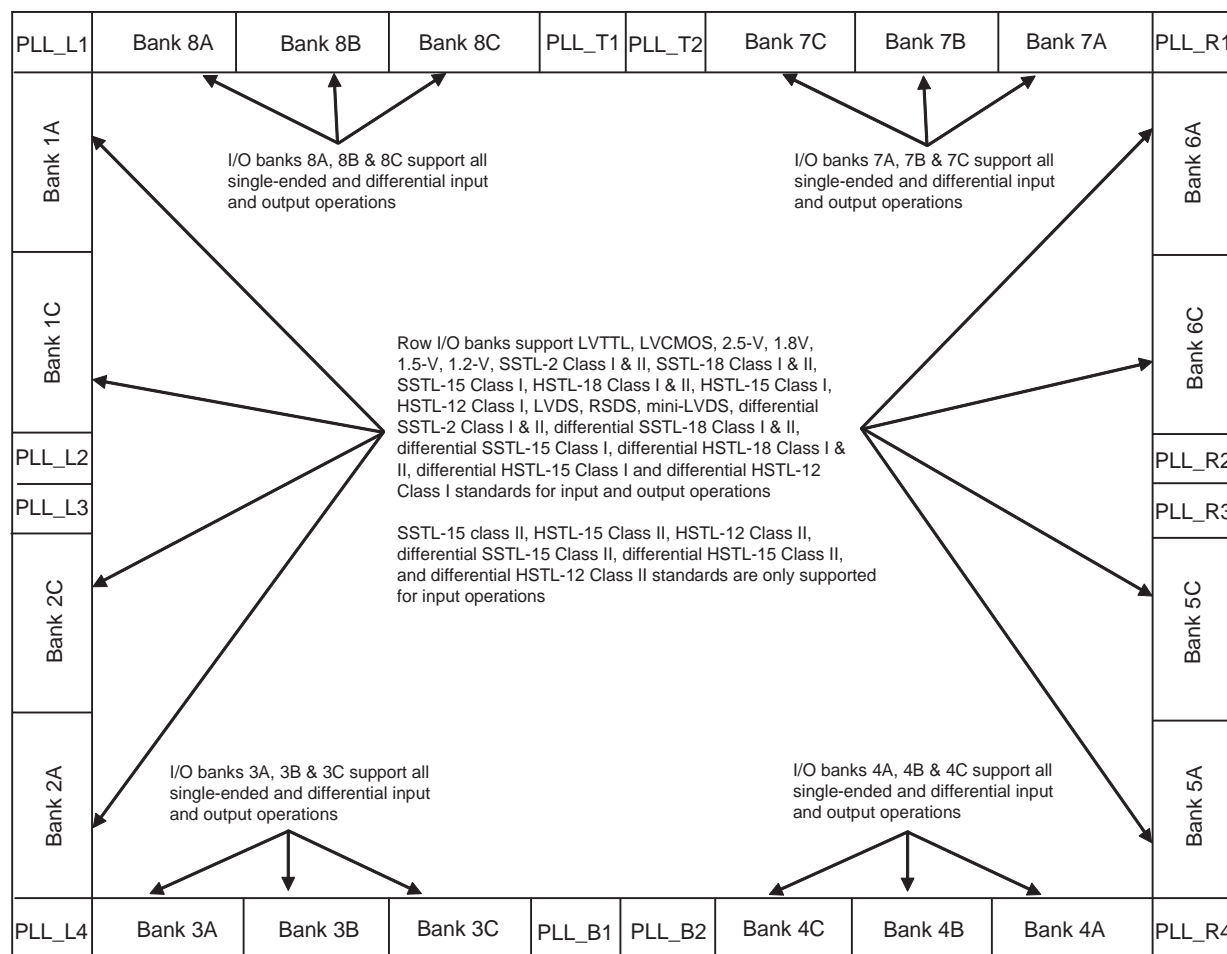 PLL_L1
Bank 8A
Bank 8B
Bank 8C
PLL_T1
PLL_T2
Bank 7C
Bank 7B
Bank 7A
PLL_R1
Bank 1A
Bank 1C
PLL_L2
PLL_L3
Bank 2C
Bank 2A
I/O banks 8A, 8B & 8C support all
single-ended and differential input
and output operations
I/O banks 7A, 7B & 7C support all
single-ended and differential input
and output operations
Row I/O banks support LVTTL, LVCMOS, 2.5-V, 1.8V,
1.5-V, 1.2-V, SSTL-2 Class I & II, SSTL-18 Class I & II,
SSTL-15 Class I, HSTL-18 Class I & II, HSTL-15 Class I,
HSTL-12 Class I, LVDS, RSDS, mini-LVDS, differential
SSTL-2 Class I & II, differential SSTL-18 Class I & II,
differential SSTL-15 Class I, differential HSTL-18 Class I &
II, differential HSTL-15 Class I and differential HSTL-12
Class I standards for input and output operations
SSTL-15 class II, HSTL-15 Class II, HSTL-12 Class II,
differential SSTL-15 Class II, differential HSTL-15 Class II,
and differential HSTL-12 Class II standards are only supported
for input operations
I/O banks 3A, 3B & 3C support all
single-ended and differential input
and output operations
I/O banks 4A, 4B & 4C support all
single-ended and differential input
and output operations
Bank 6A
Bank 6C
PLL_R2
PLL_R3
Bank 5C
Bank 5A
PLL_L4
Bank 3A
Bank 3B
Bank 3C
PLL_B1
PLL_B2
Bank 4C
Bank 4B
Bank 4A
PLL_R4